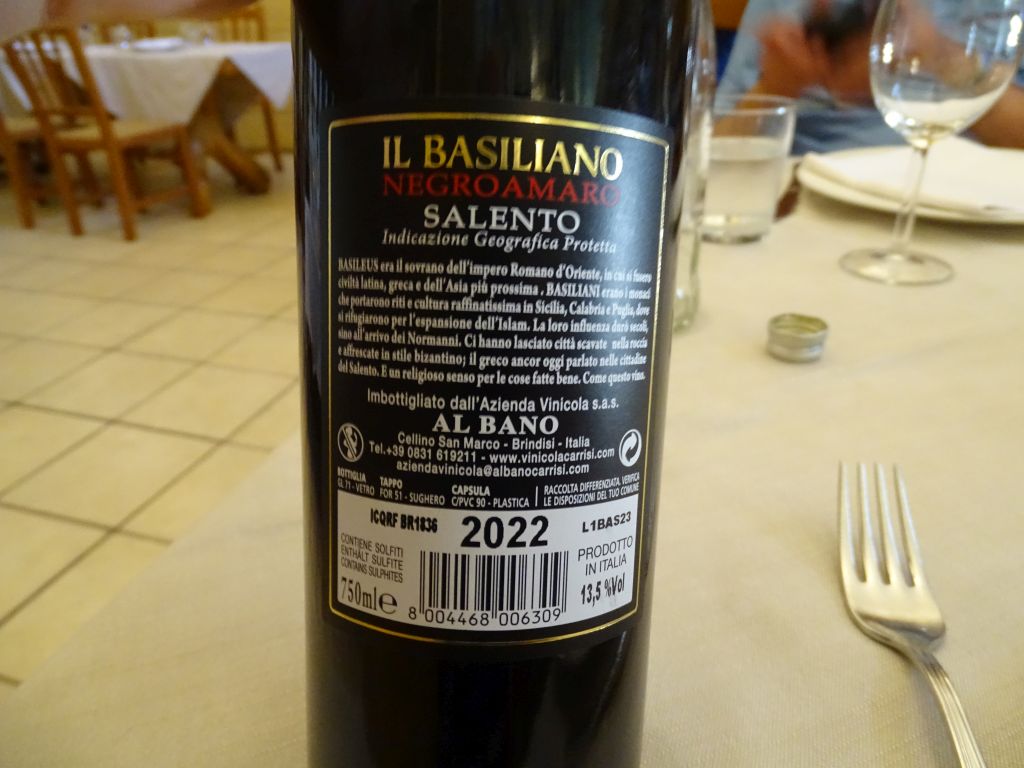 IL BASILIANO
NEGROAMARO
SALENTO
Indicazione Geografica Protetta
BASILEUS era il sovrano dell'impero Romano d'Oriente, in cui si fusero
civiltà latina, greca e dell'Asia più prossima . BASILIANI erano i monaci
che portarono riti e cultura raffinatissima in Sicilia, Calabria e Puglia, dove
si rifugiarono per l'espansione dell'Islam. La loro influenza durò secoli,
sino all'arrivo dei Normanni. Ci hanno lasciato città scavate nella roccia
e affrescate in stile bizantino; il greco ancor oggi parlato nelle cittadine
del Salento. E un religioso senso per le cose fatte bene. Come questo vino.
Imbottigliato dall'Azienda Vinicola s.a.s.
AL BANO
Cellino San Marco - Brindisi - Italia
Tel.+39 0831 619211 - www.vinicolacarrisi.com
aziendavinicola@albanocarrisi.com
BOTTIGLIA TAPPO CAPSULA RACCOLTA DIFFERENZIATA. VERIFICA
GL 71 - VETRO FOR 51 - SUGHERO C/PVC 90 - PLASTICA LE DISPOSIZIONI DEL TUO COMUNE
ICQRF BR1836 2022 L1BAS23
CONTIENE SOLFITI
ENTHÄLT SULFITE
CONTAINS SULPHITES
PRODOTTO
IN ITALIA
750ml e 13,5 %Vol
8 004468 006309